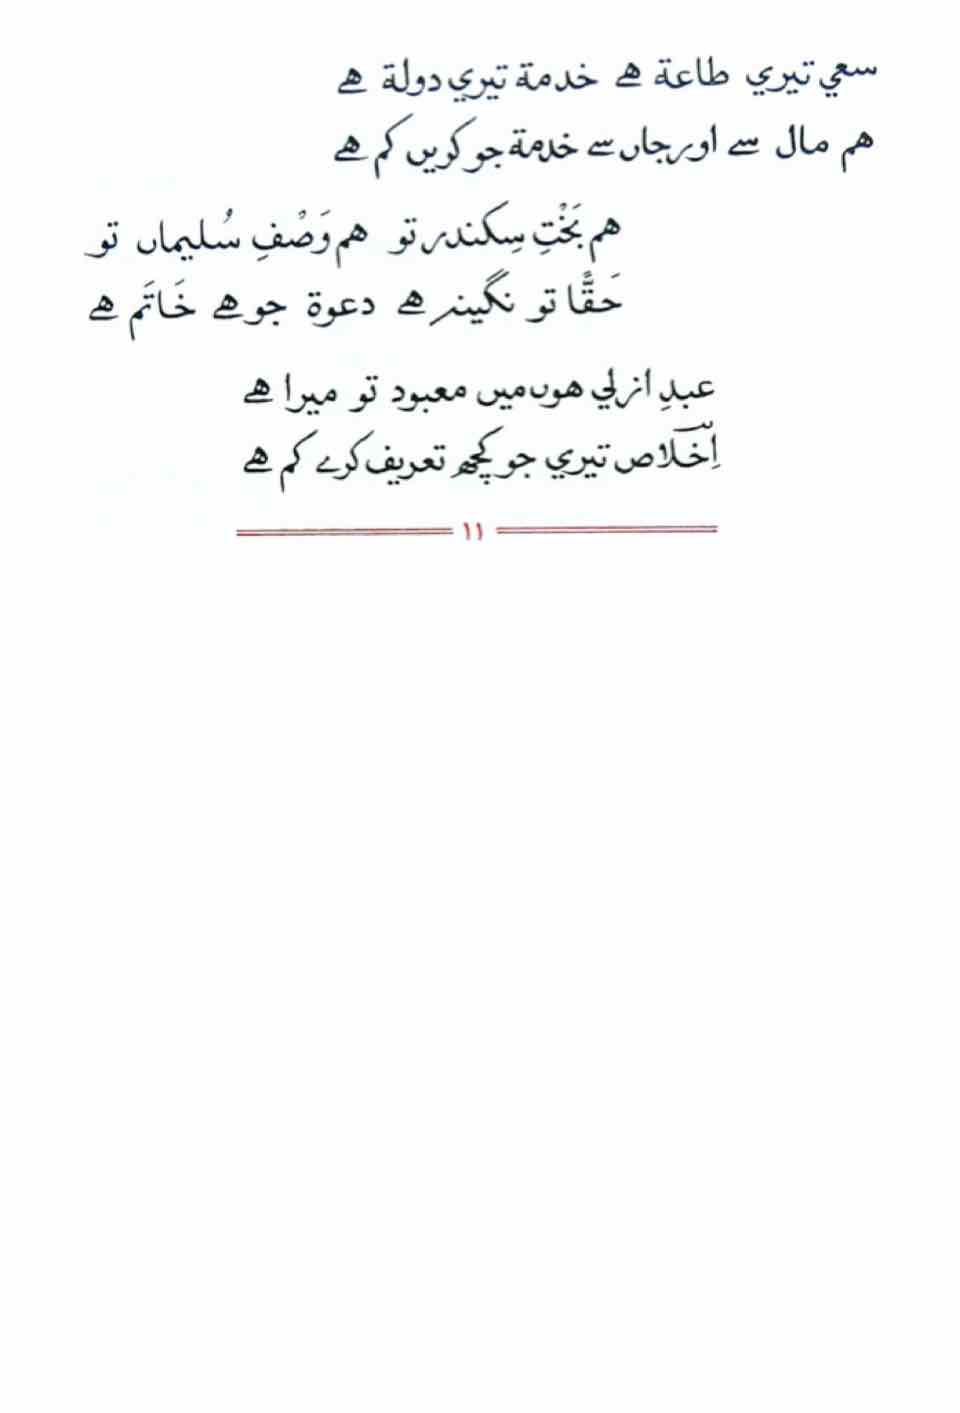 سعي تيري طاعة هے خدمة تيري دولة هے
هم مال سے اور جاں سے خدمة جو كريں كم هے
هم بَخْتِ سِكندر تو هم وَصْفِ سُليماں تو
حَقًّا تو نگينہ هے دعوة جو هے خَاتَم هے
عبدِ ازلي هوں ميں معبود تو ميرا هے
اِخلاص تيري جو كچھ تعريف كرے كم هے
١١